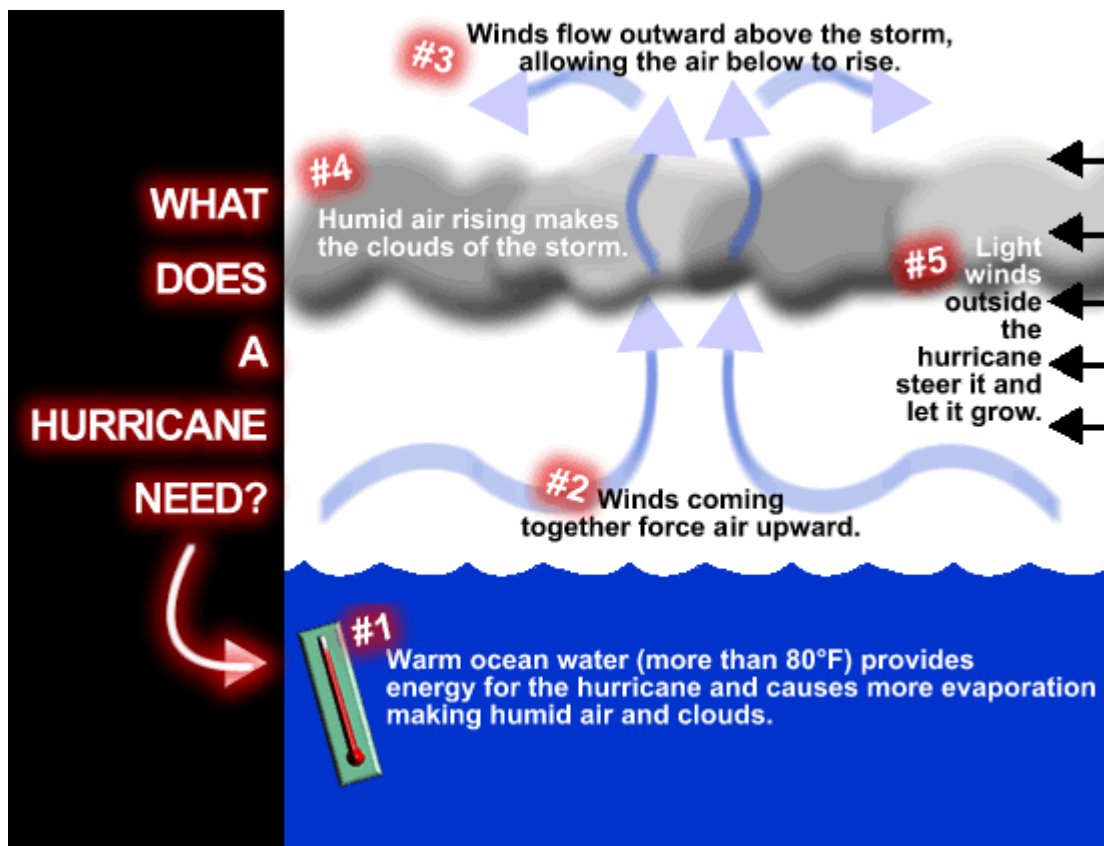 WHAT
DOES
A
HURRICANE
NEED?
#1
Warm ocean water (more than 80°F) provides
energy for the hurricane and causes more evaporation
making humid air and clouds.
#2
Winds coming
together force air upward.
#3
Winds flow outward above the storm,
allowing the air below to rise.
#4
Humid air rising makes
the clouds of the storm.
#5
Light
winds
outside
the
hurricane
steer it and
let it grow.